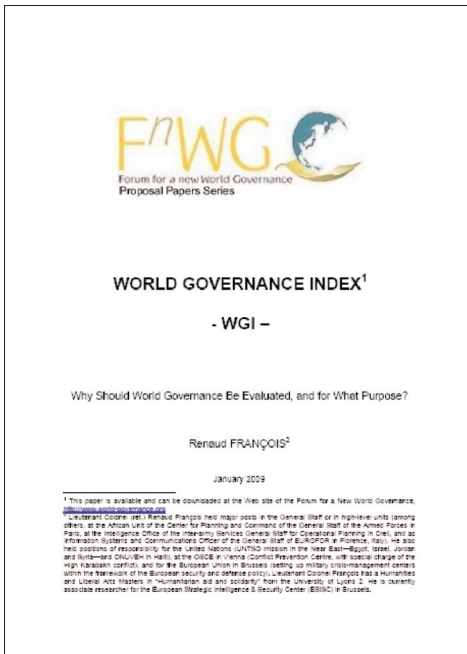 FnWG
Forum for a new World Governance
Proposal Papers Series
WORLD GOVERNANCE INDEX1
- WGI –
Why Should World Governance Be Evaluated, and for What Purpose?
Renaud FRANÇOIS2
January 2009
1 This paper is available and can be downloaded at the Web site of the Forum for a New World Governance,
http://www.world-governance.org
2 Lieutenant Colonel (ret.) Renaud François held major posts in the General Staff or in high-level units (among
others, at the African Unit of the Center for Planning and Command of the General Staff of the Armed Forces in
Paris, at the Intelligence Office of the inter-army Services General Staff for Operational Planning in Creil, and as
Information Systems and Communications Officer of the General Staff of EUROFOR in Florence, Italy). He also
held positions of responsibility for the United Nations (UNTSO mission in the Near East—Egypt, Israel, Jordan
and Syria—and ONUVEH in Haiti), at the OSCE in Vienna (Conflict Prevention Centre, with special charge of the
High Karabakh conflict), and for the European Union in Brussels (setting up military crisis-management centers
within the framework of the European security and defense policy). Lieutenant Colonel François has a Humanities
and Liberal Arts Masters in "Humanitarian aid and solidarity" from the University of Lyons 2. He is currently
associate researcher for the European Strategic Intelligence & Security Center (ESISC) in Brussels.